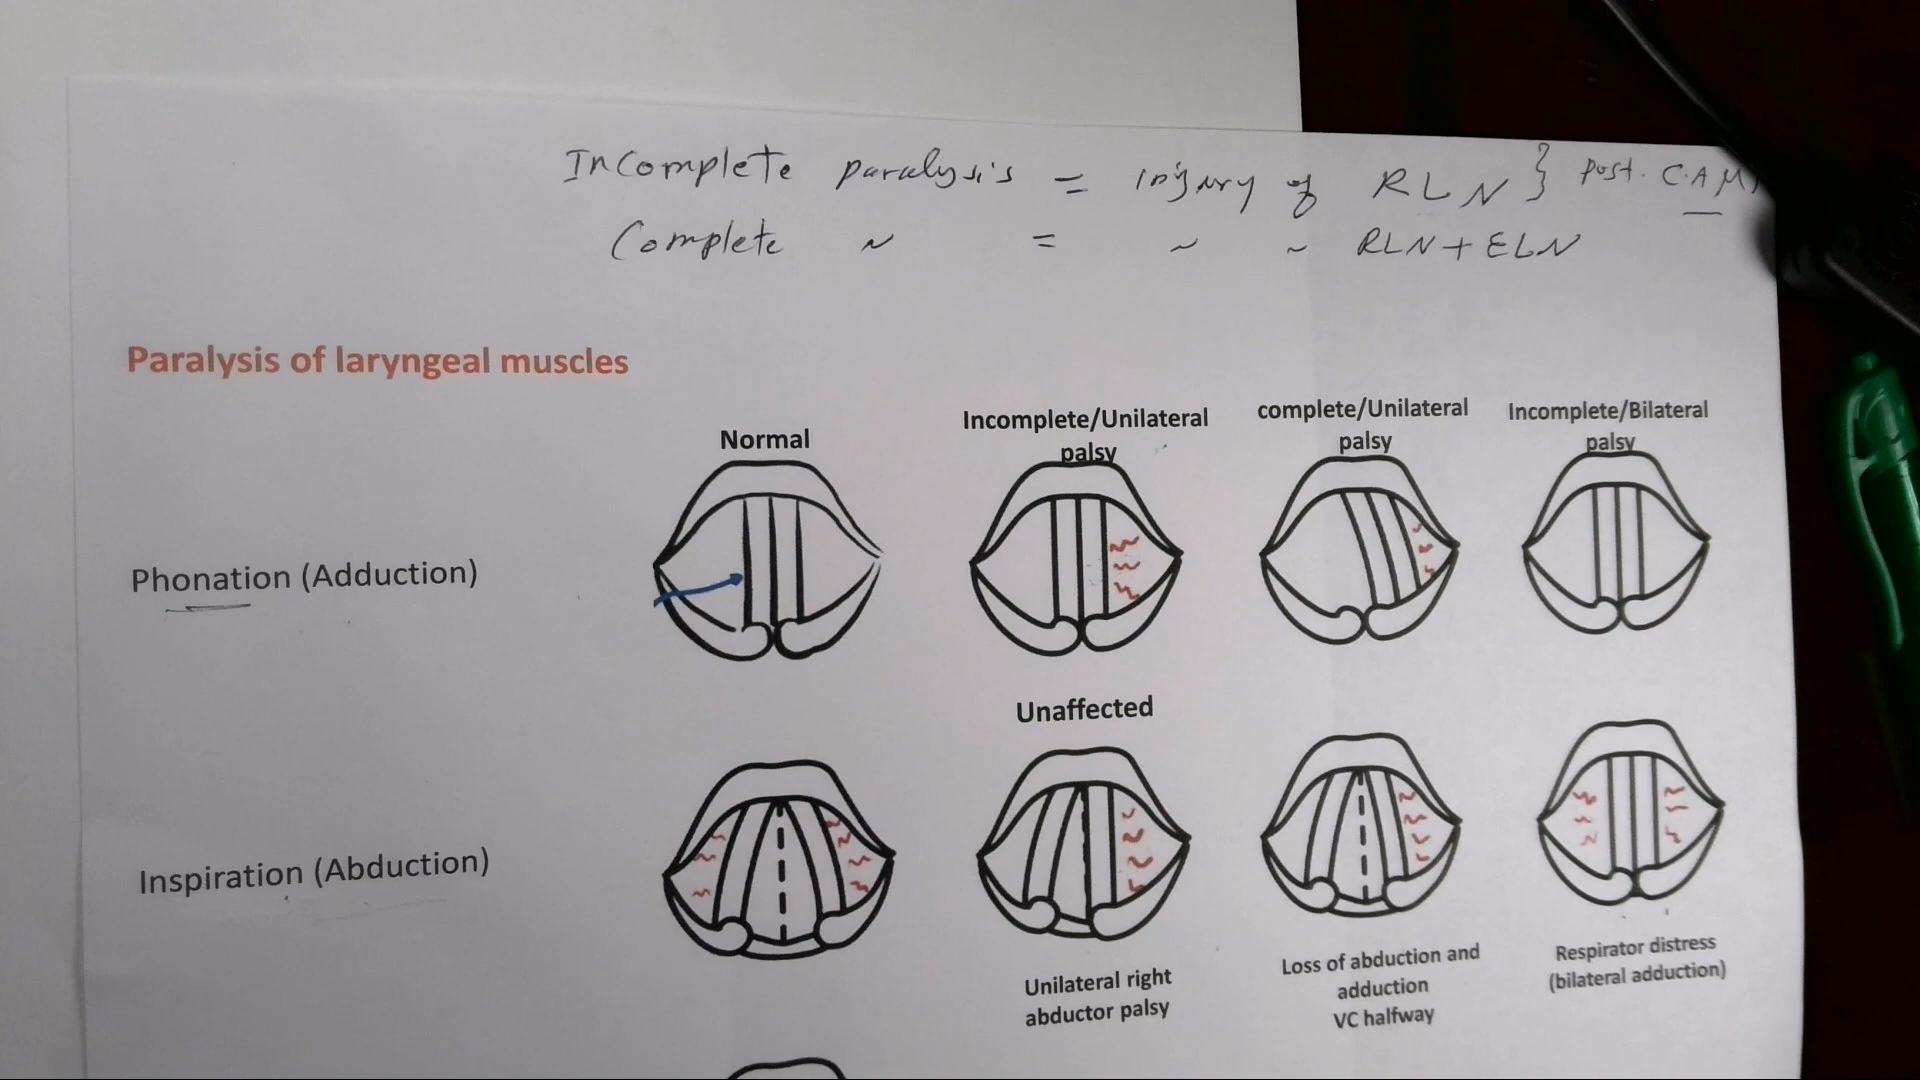 Incomplete paralysis = injury of RLN } post. C.A.M
Complete ~ = ~ ~ RLN + ELN
Paralysis of laryngeal muscles
Normal
Incomplete/Unilateral
palsy
complete/Unilateral
palsy
Incomplete/Bilateral
palsy
Phonation (Adduction)
Unaffected
Inspiration (Abduction)
Unilateral right
abductor palsy
Loss of abduction and
adduction
VC halfway
Respirator distress
(bilateral adduction)